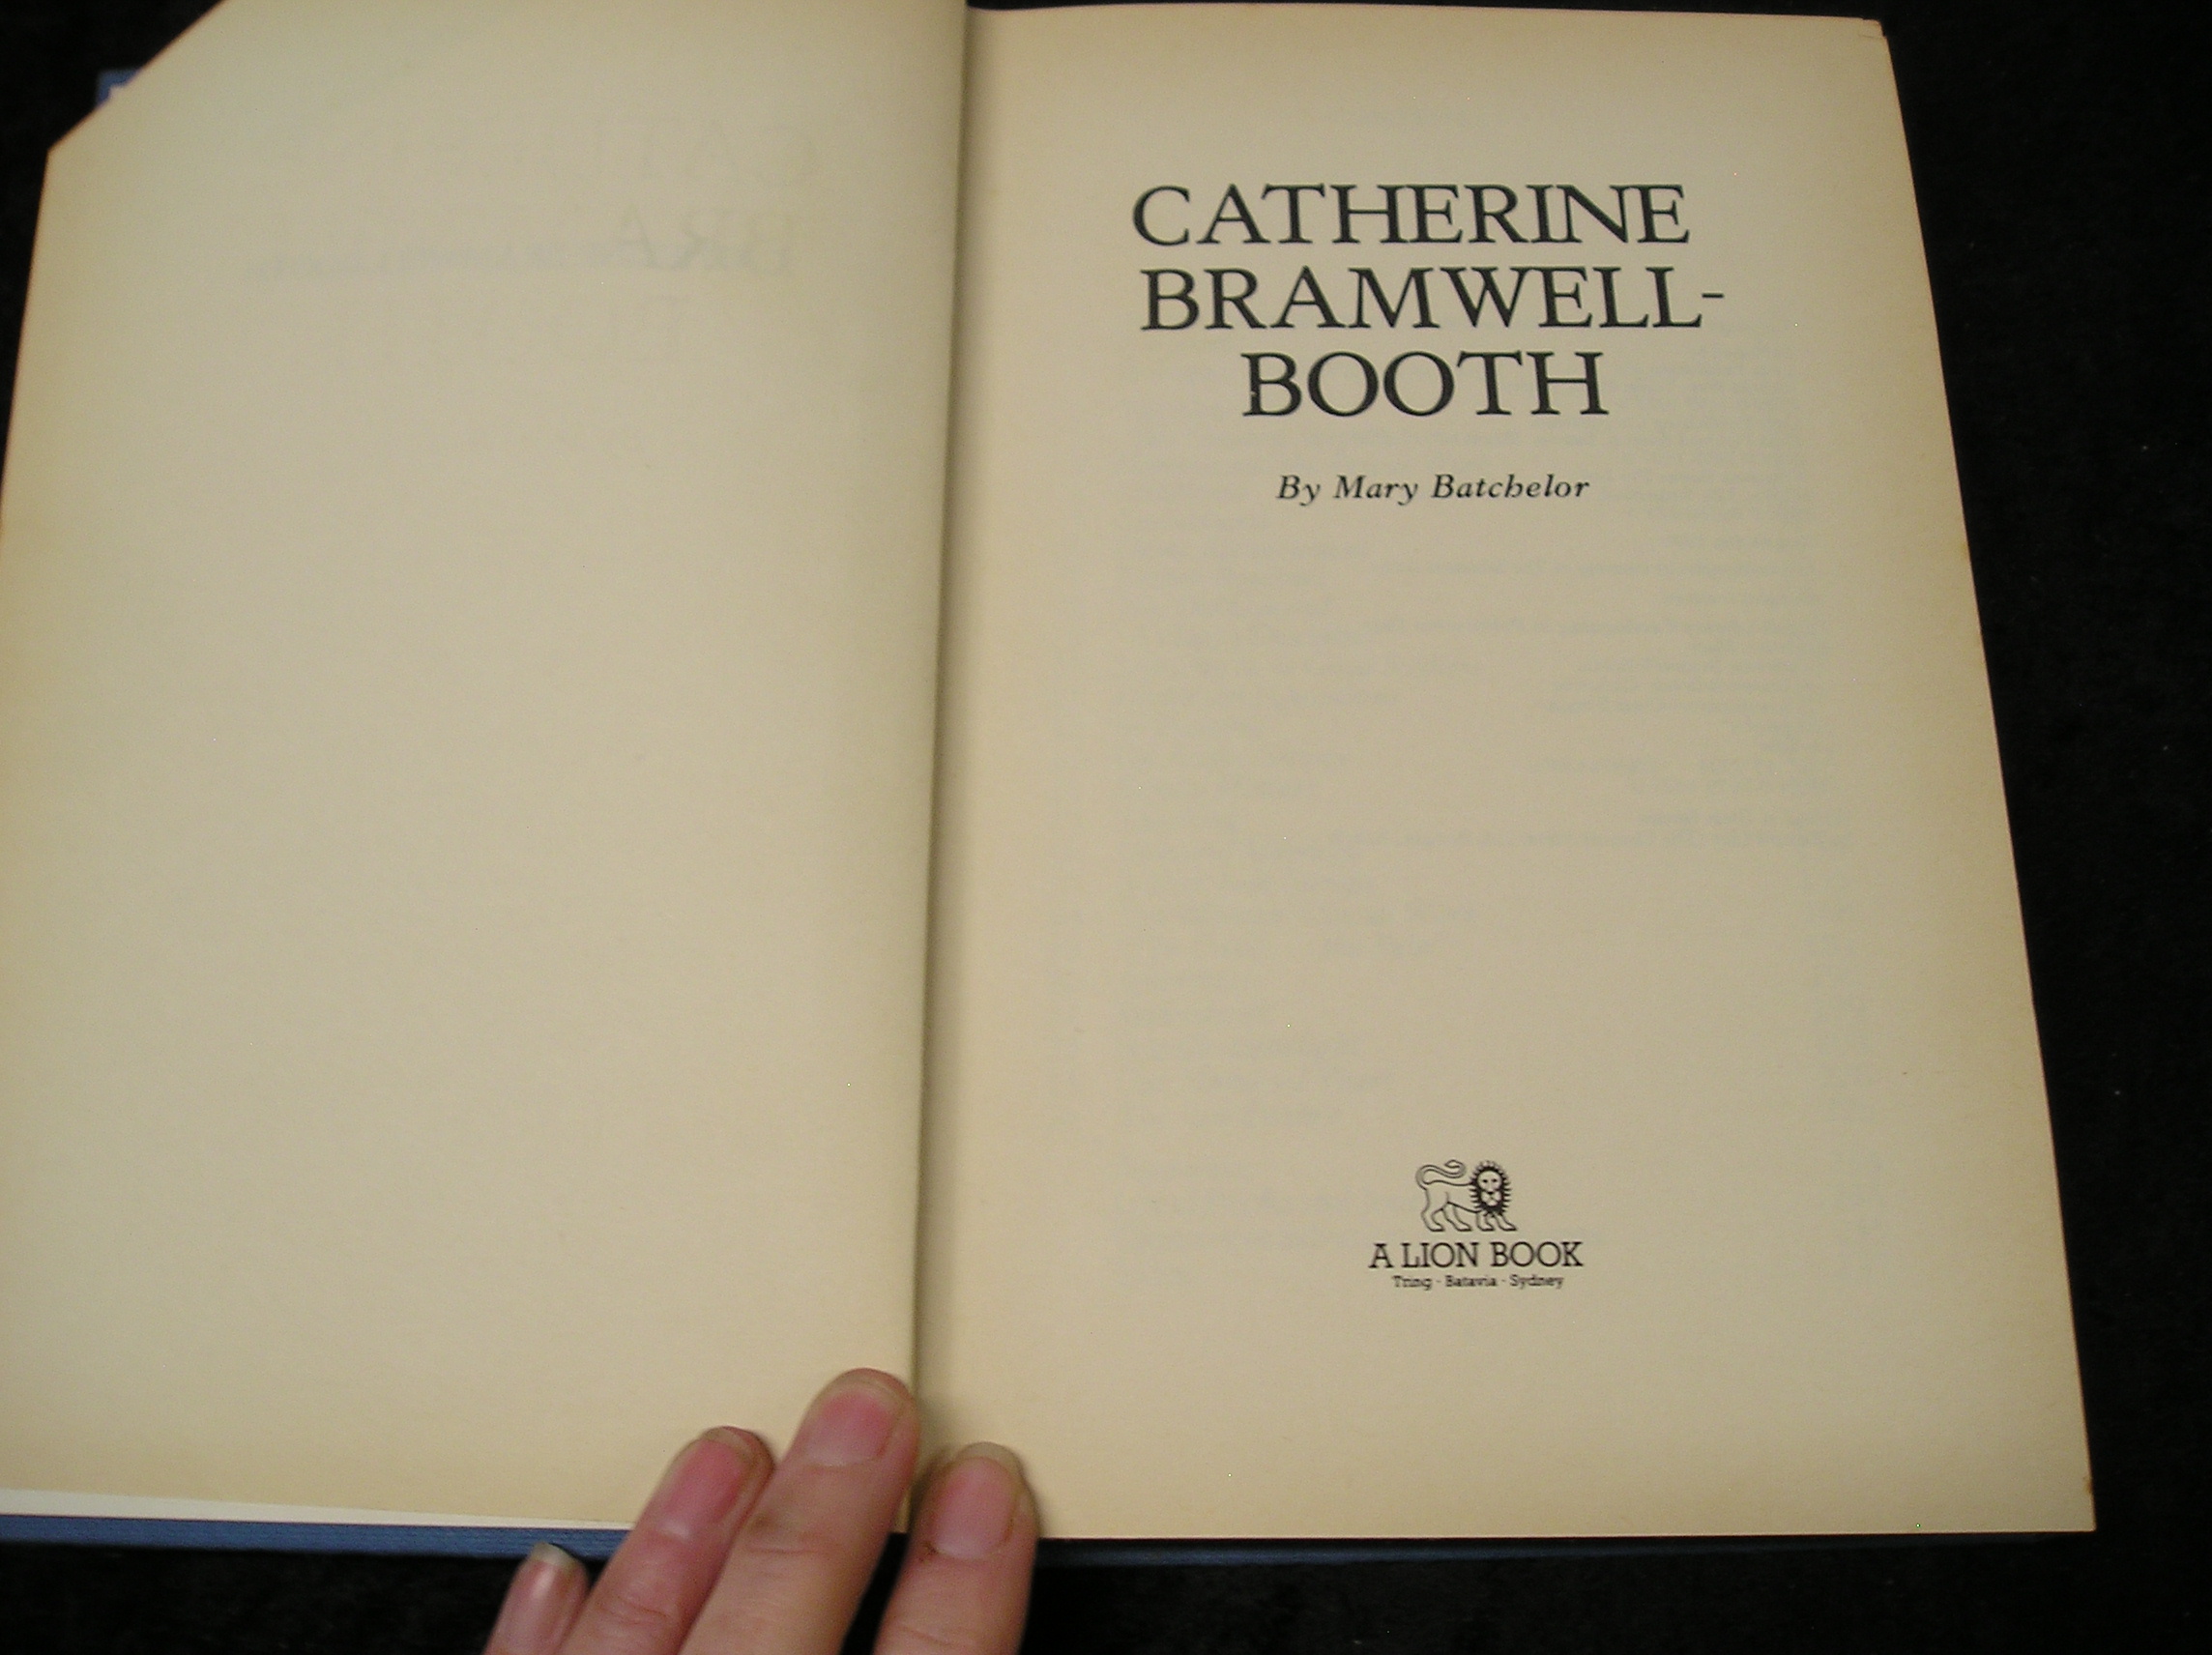 CATHERINE
BRAMWELL-
BOOTH
By Mary Batchelor
A LION BOOK
Tring · Batavia · Sydney